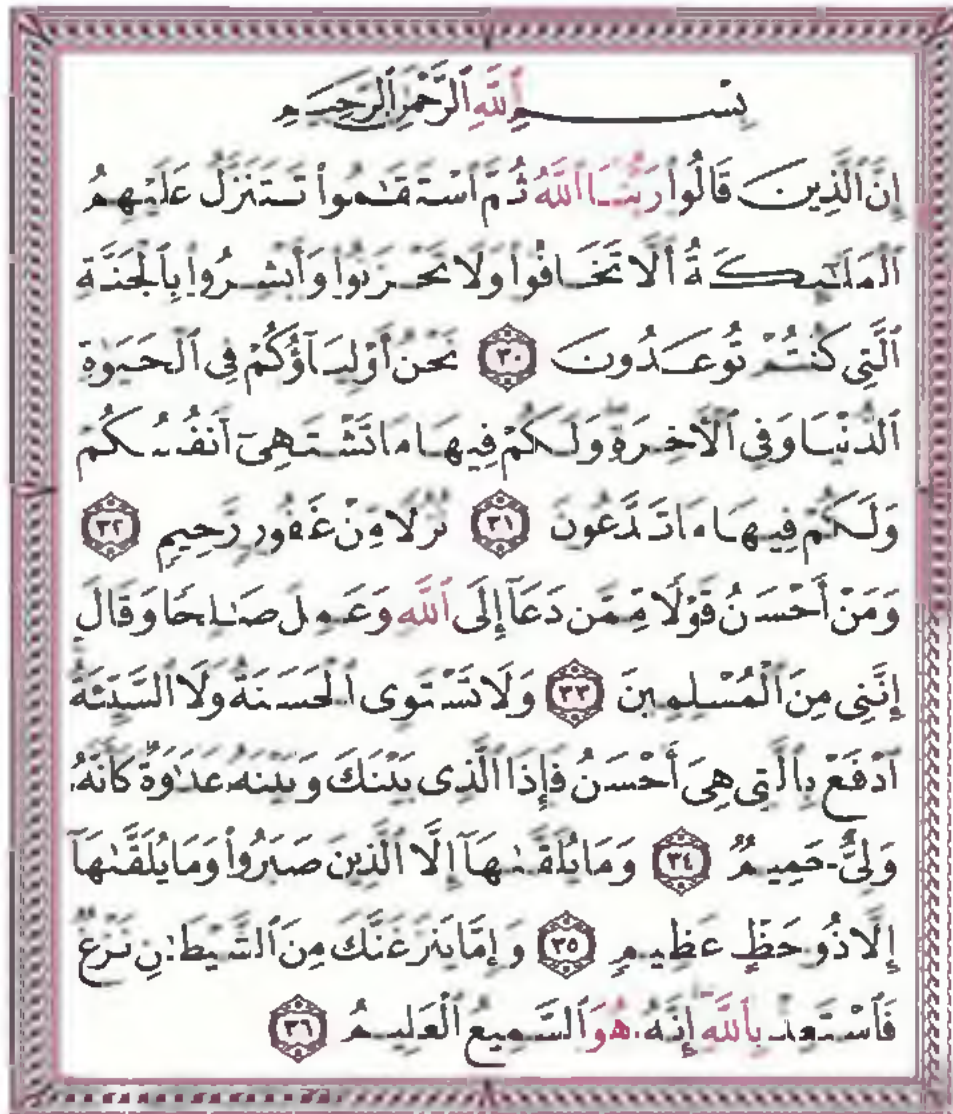 بِسْمِ ٱللَّهِ ٱلرَّحْمَٰنِ ٱلرَّحِيمِ
إِنَّ ٱلَّذِينَ قَالُوا۟ رَبُّنَا ٱللَّهُ ثُمَّ ٱسْتَقَٰمُوا۟ تَتَنَزَّلُ عَلَيْهِمُ
ٱلْمَلَٰٓئِكَةُ أَلَّا تَخَافُوا۟ وَلَا تَحْزَنُوا۟ وَأَبْشِرُوا۟ بِٱلْجَنَّةِ
ٱلَّتِى كُنتُمْ تُوعَدُونَ ٣٠ نَحْنُ أَوْلِيَآؤُكُمْ فِى ٱلْحَيَوٰةِ
ٱلدُّنْيَا وَفِى ٱلْءَاخِرَةِ وَلَكُمْ فِيهَا مَا تَشْتَهِىٓ أَنفُسُكُمْ
وَلَكُمْ فِيهَا مَا تَدَّعُونَ ٣١ نُزُلًا مِّنْ غَفُورٍ رَّحِيمٍ ٣٢
وَمَنْ أَحْسَنُ قَوْلًا مِّمَّن دَعَآ إِلَى ٱللَّهِ وَعَمِلَ صَٰلِحًا وَقَالَ
إِنَّنِى مِنَ ٱلْمُسْلِمِينَ ٣٣ وَلَا تَسْتَوِى ٱلْحَسَنَةُ وَلَا ٱلسَّيِّئَةُ
ٱدْفَعْ بِٱلَّتِى هِىَ أَحْسَنُ فَإِذَا ٱلَّذِى بَيْنَكَ وَبَيْنَهُۥ عَدَٰوَةٌ كَأَنَّهُۥ
وَلِىٌّ حَمِيمٌ ٣٤ وَمَا يُلَقَّىٰهَآ إِلَّا ٱلَّذِينَ صَبَرُوا۟ وَمَا يُلَقَّىٰهَآ
إِلَّا ذُو حَظٍّ عَظِيمٍ ٣٥ وَإِمَّا يَنزَغَنَّكَ مِنَ ٱلشَّيْطَٰنِ نَزْغٌ
فَٱسْتَعِذْ بِٱللَّهِ إِنَّهُۥ هُوَ ٱلسَّمِيعُ ٱلْعَلِيمُ ٣٦